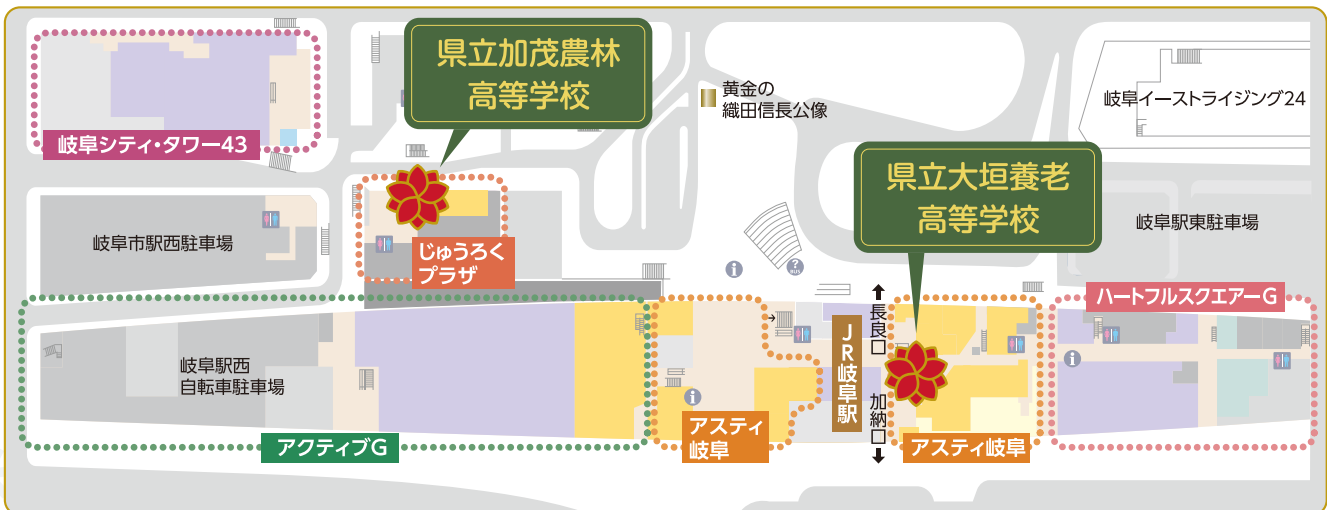 県立加茂農林
高等学校
黄金の
織田信長公像
岐阜イーストライジング24
岐阜シティ・タワー43
県立大垣養老
高等学校
岐阜市駅西駐車場
じゅうろく
プラザ
岐阜駅東駐車場
?
BUS
i
ハートフルスクエアーG
長良口
JR岐阜駅
加納口
岐阜駅西
自転車駐車場
i
i
アクティブG
アスティ
岐阜
アスティ岐阜